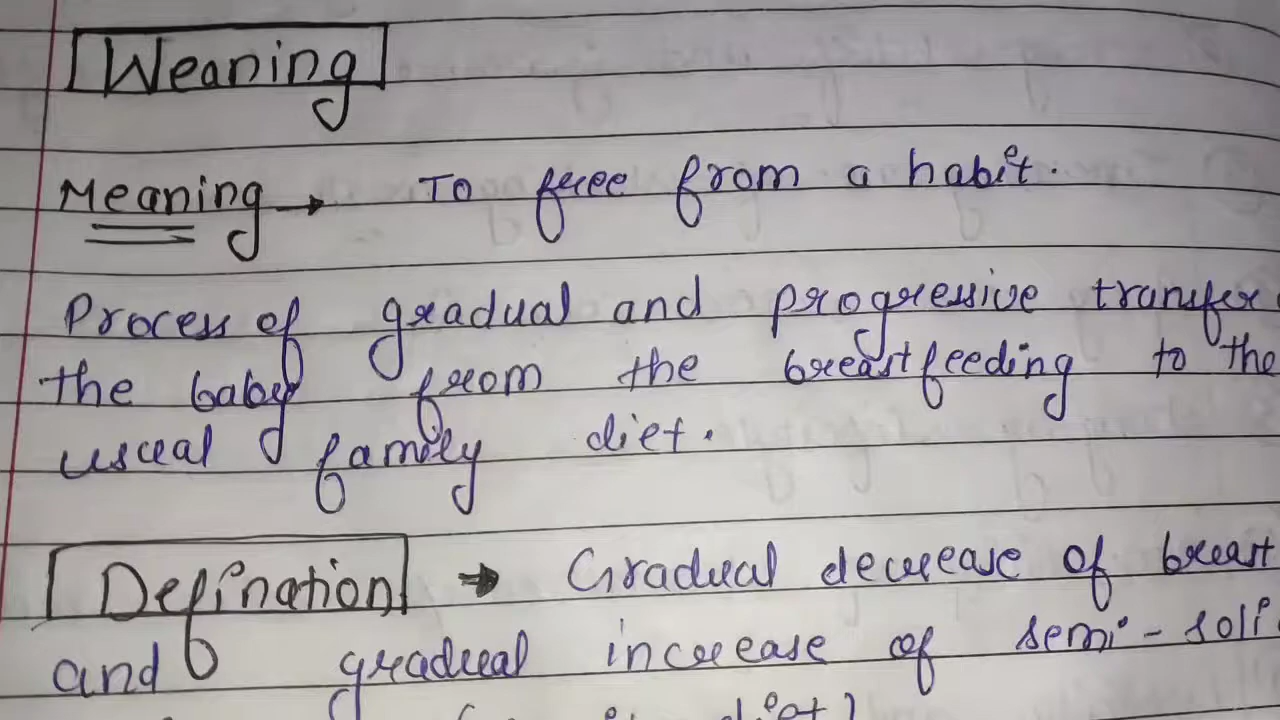 Weaning
Meaning → To free from a habit.
Process of gradual and progressive transfer
the baby from the breastfeeding to the
usual family diet.
Defination → Gradual decrease of breast
and gradual increase of semi-soli
diet)